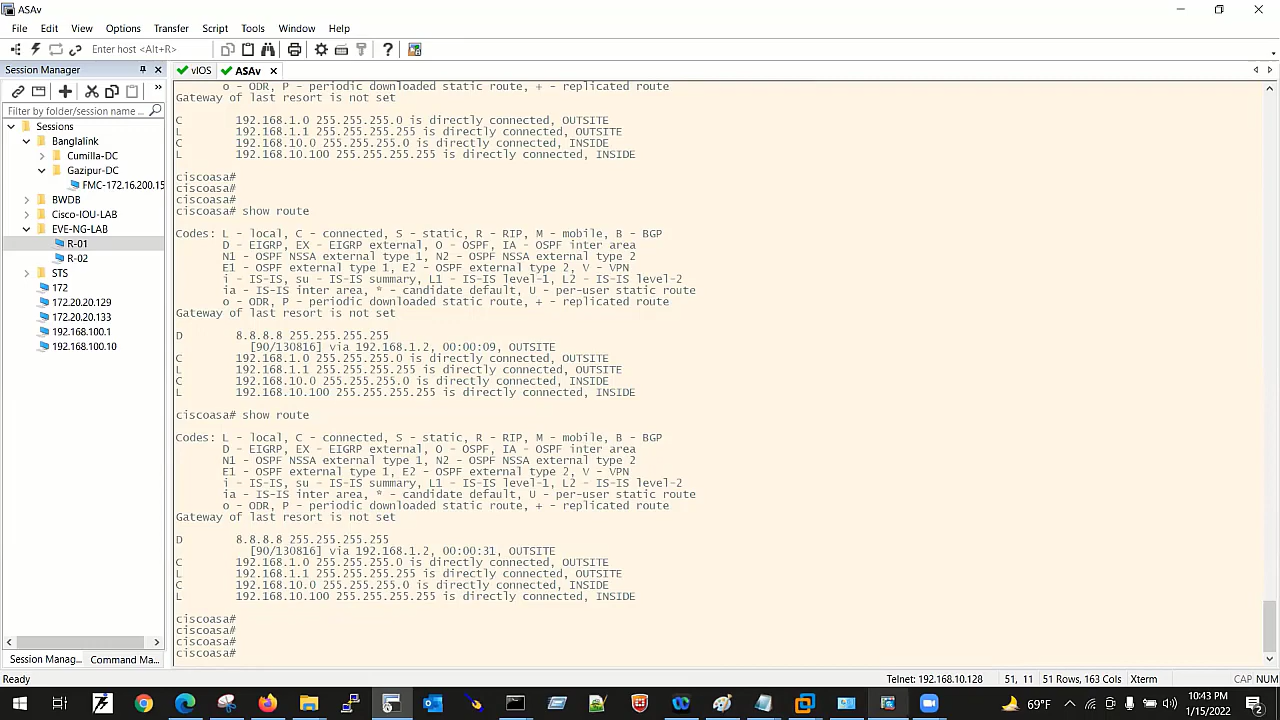 ASAv
File Edit View Options Transfer Script Tools Window Help
Enter host <Alt+R>
Session Manager
vIOS
ASAv
Filter by folder/session name ...
Sessions
Banglalink
Cumilla-DC
Gazipur-DC
FMC-172.16.200.15
BWDB
Cisco-IOU-LAB
EVE-NG-LAB
R-01
R-02
STS
172
172.20.20.129
172.20.20.133
192.168.100.1
192.168.100.10
Session Manag...
Command Ma...
o - ODR, P - periodic downloaded static route, + - replicated route
Gateway of last resort is not set
C 192.168.1.0 255.255.255.0 is directly connected, OUTSITE
L 192.168.1.1 255.255.255.255 is directly connected, OUTSITE
C 192.168.10.0 255.255.255.0 is directly connected, INSIDE
L 192.168.10.100 255.255.255.255 is directly connected, INSIDE
ciscoasa#
ciscoasa#
ciscoasa#
ciscoasa# show route
Codes: L - local, C - connected, S - static, R - RIP, M - mobile, B - BGP
D - EIGRP, EX - EIGRP external, O - OSPF, IA - OSPF inter area
N1 - OSPF NSSA external type 1, N2 - OSPF NSSA external type 2
E1 - OSPF external type 1, E2 - OSPF external type 2, V - VPN
i - IS-IS, su - IS-IS summary, L1 - IS-IS level-1, L2 - IS-IS level-2
ia - IS-IS inter area, * - candidate default, U - per-user static route
o - ODR, P - periodic downloaded static route, + - replicated route
Gateway of last resort is not set
D 8.8.8.8 255.255.255.255
[90/130816] via 192.168.1.2, 00:00:09, OUTSITE
C 192.168.1.0 255.255.255.0 is directly connected, OUTSITE
L 192.168.1.1 255.255.255.255 is directly connected, OUTSITE
C 192.168.10.0 255.255.255.0 is directly connected, INSIDE
L 192.168.10.100 255.255.255.255 is directly connected, INSIDE
ciscoasa# show route
Codes: L - local, C - connected, S - static, R - RIP, M - mobile, B - BGP
D - EIGRP, EX - EIGRP external, O - OSPF, IA - OSPF inter area
N1 - OSPF NSSA external type 1, N2 - OSPF NSSA external type 2
E1 - OSPF external type 1, E2 - OSPF external type 2, V - VPN
i - IS-IS, su - IS-IS summary, L1 - IS-IS level-1, L2 - IS-IS level-2
ia - IS-IS inter area, * - candidate default, U - per-user static route
o - ODR, P - periodic downloaded static route, + - replicated route
Gateway of last resort is not set
D 8.8.8.8 255.255.255.255
[90/130816] via 192.168.1.2, 00:00:31, OUTSITE
C 192.168.1.0 255.255.255.0 is directly connected, OUTSITE
L 192.168.1.1 255.255.255.255 is directly connected, OUTSITE
C 192.168.10.0 255.255.255.0 is directly connected, INSIDE
L 192.168.10.100 255.255.255.255 is directly connected, INSIDE
ciscoasa#
ciscoasa#
ciscoasa#
ciscoasa#
Ready
Telnet: 192.168.10.128 51, 11 51 Rows, 163 Cols Xterm CAP NUM
69°F
10:43 PM
1/15/2022
2